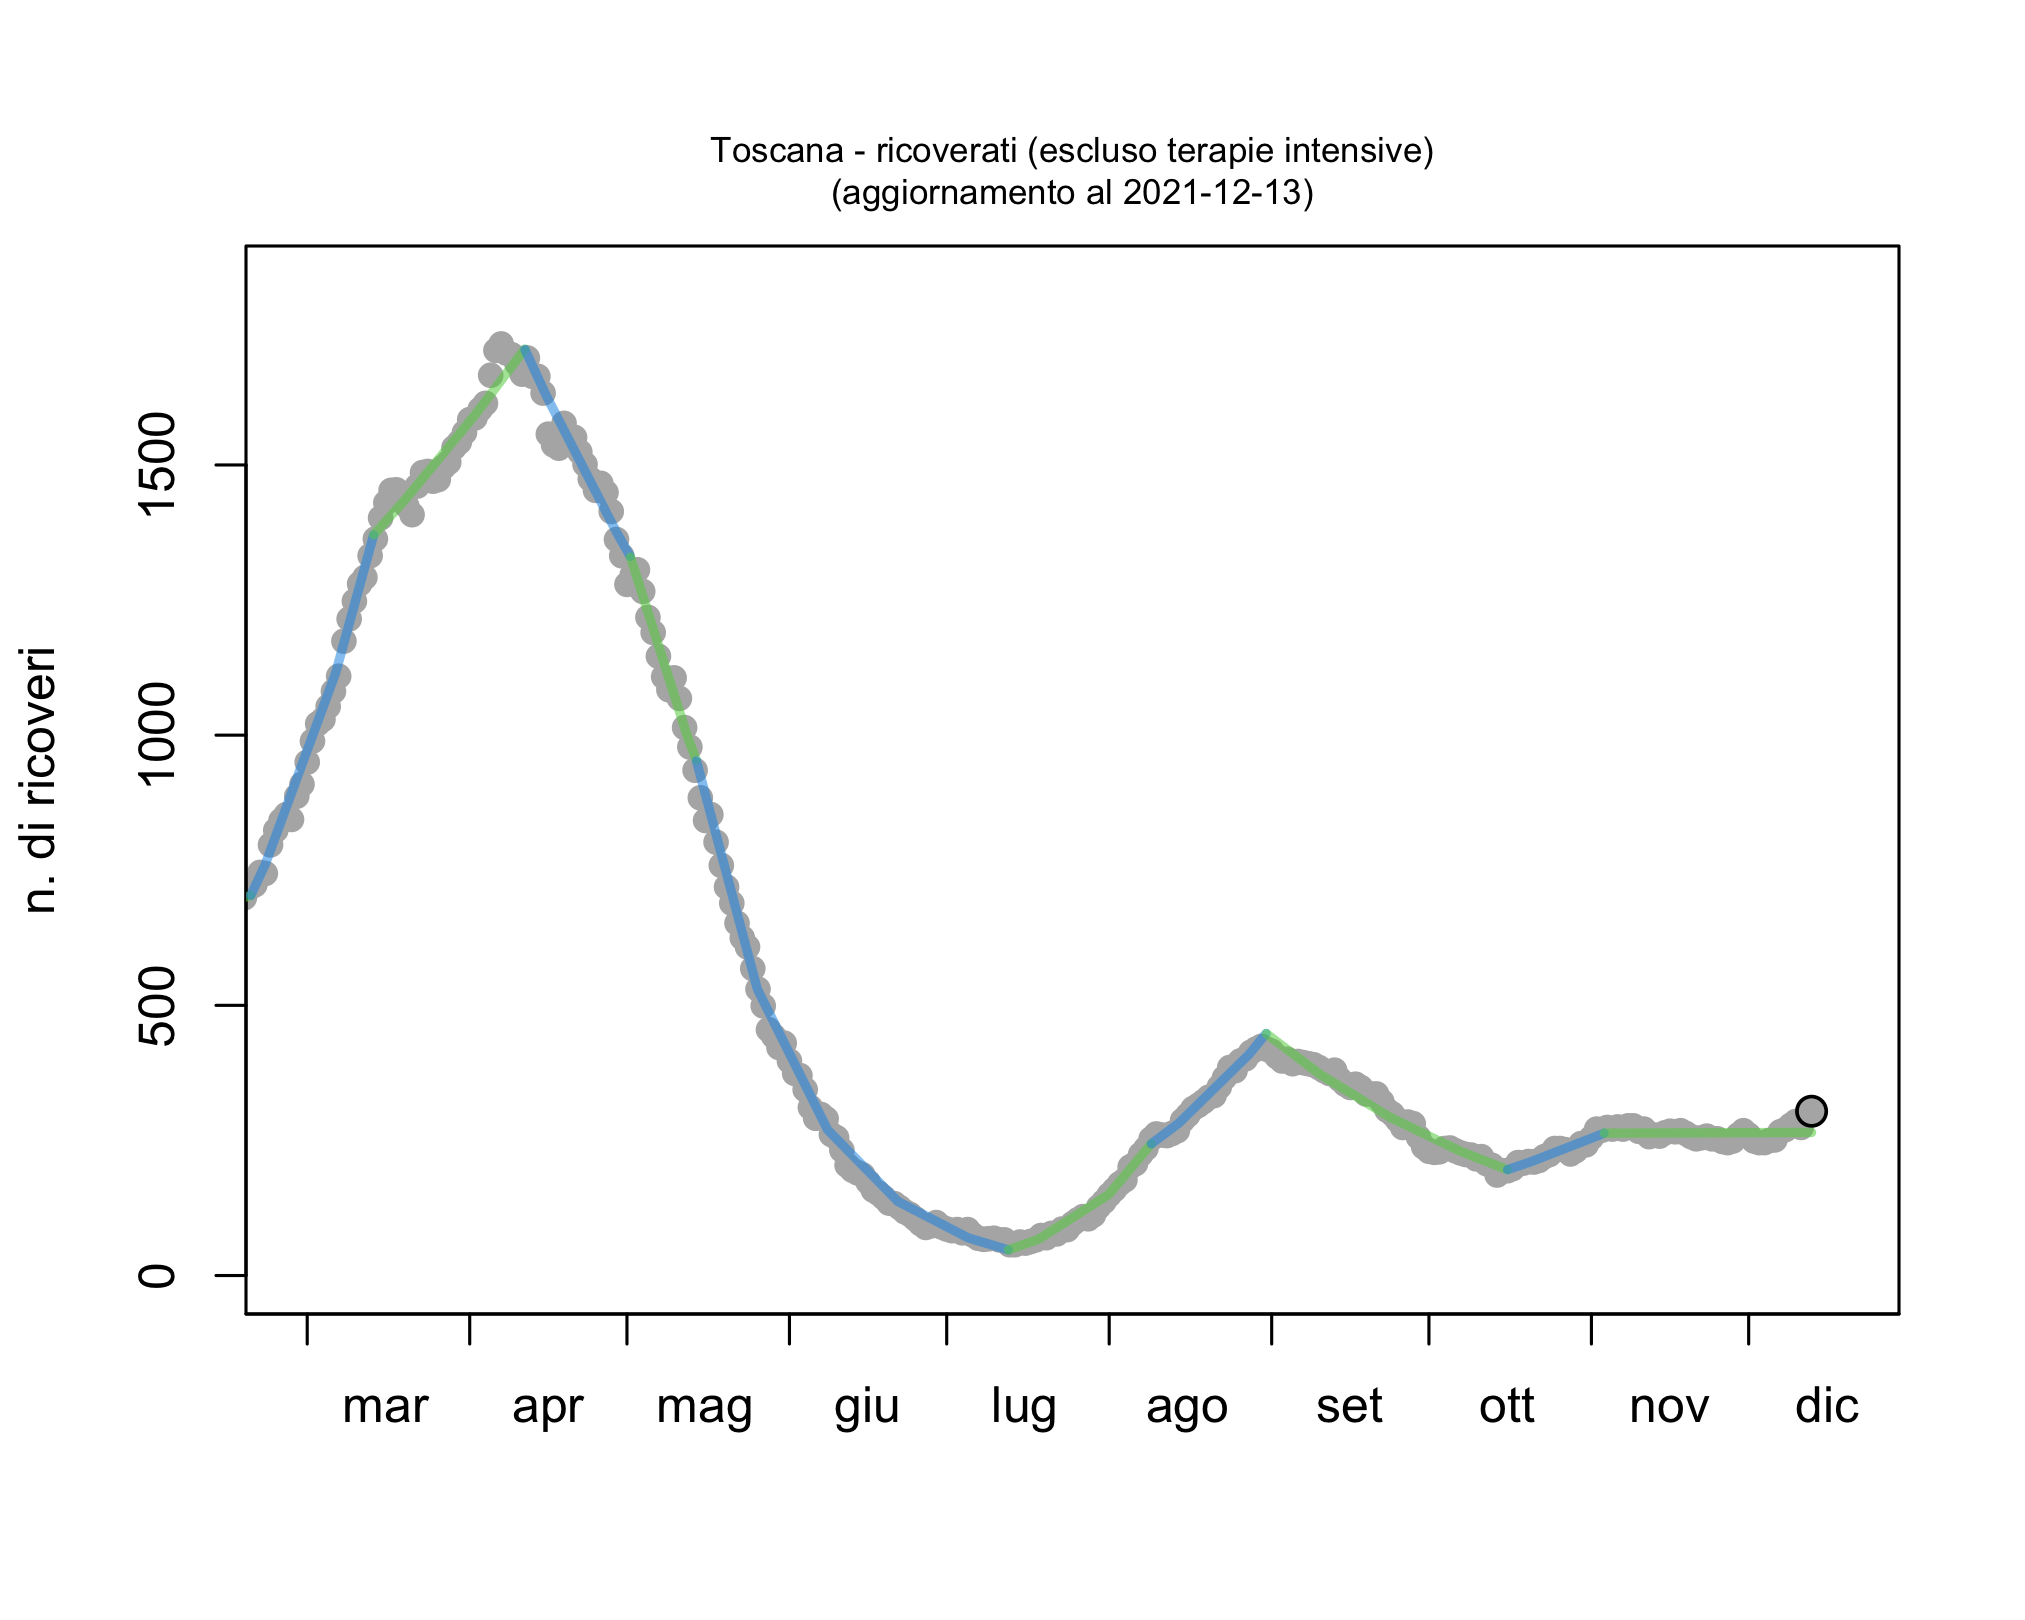 Toscana - ricoverati (escluso terapie intensive)
(aggiornamento al 2021-12-13)
n. di ricoveri
1500
1000
500
0
mar apr mag giu lug ago set ott nov dic